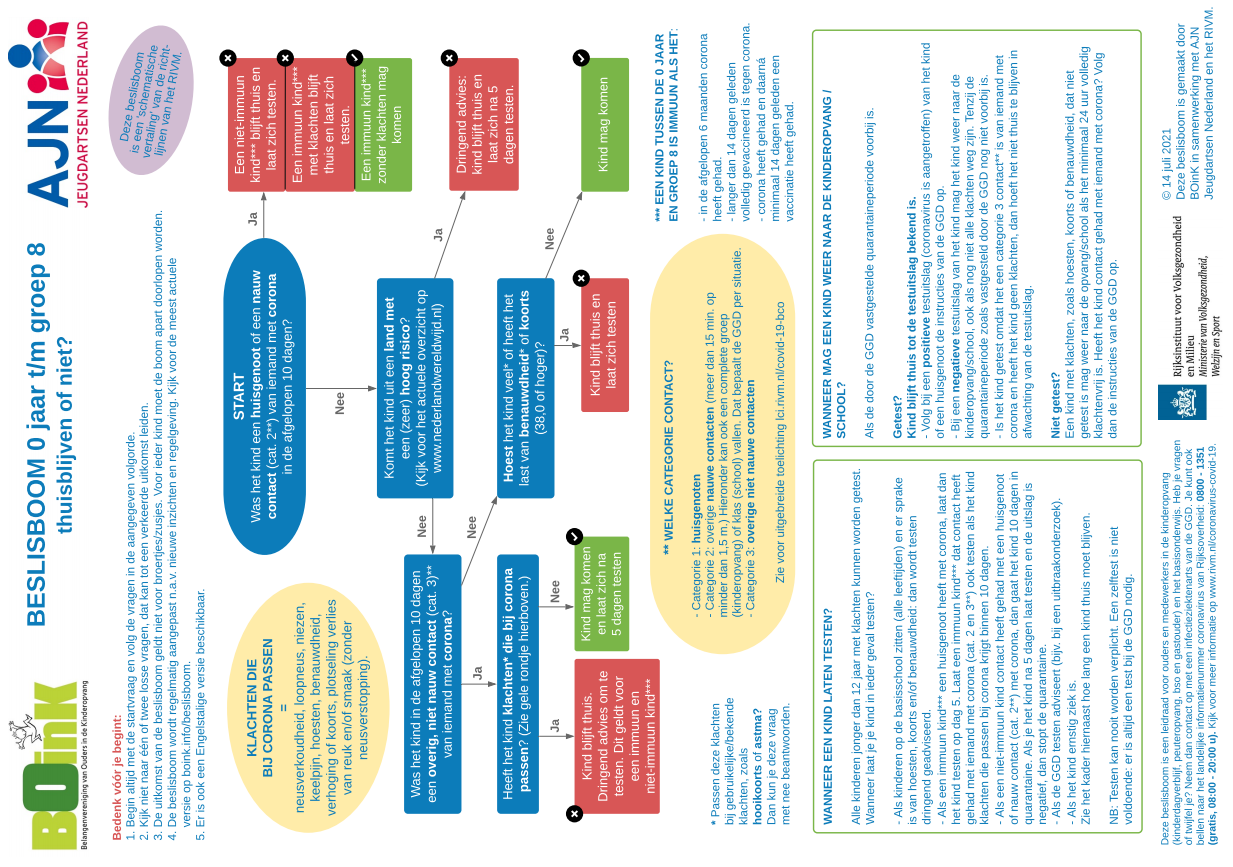 BOink
Belangenvereniging van Ouders in de Kinderopvang
BESLISBOOM 0 jaar t/m groep 8
thuisblijven of niet?
AJN
JEUGDARTSEN NEDERLAND
Bedenk vóór je begint:
1. Begin altijd met de startvraag en volg de vragen in de aangegeven volgorde.
2. Kijk niet naar één of twee losse vragen, dat kan tot een verkeerde uitkomst leiden.
3. De uitkomst van de beslisboom geldt niet voor broertjes/zusjes. Voor ieder kind moet de boom apart doorlopen worden.
4. De beslisboom wordt regelmatig aangepast n.a.v. nieuwe inzichten en regelgeving. Kijk voor de meest actuele
versie op boink.info/beslisboom.
5. Er is ook een Engelstalige versie beschikbaar.
Deze beslisboom
is een 'schematische
vertaling' van de richt-
lijnen van het RIVM.
KLACHTEN DIE
=
BIJ CORONA PASSEN
neusverkoudheid, loopneus, niezen,
keelpijn, hoesten, benauwdheid,
verhoging of koorts, plotseling verlies
van reuk en/of smaak (zonder
neusverstopping).
START
Was het kind een huisgenoot of een nauw
contact (cat. 2**) van iemand met corona
in de afgelopen 10 dagen?
Ja
Een niet-immuun
kind*** blijft thuis en
laat zich testen.
Een immuun kind***
met klachten blijft
thuis en laat zich
testen.
Een immuun kind***
zonder klachten mag
komen
Nee
Komt het kind uit een land met
een (zeer) hoog risico?
(Kijk voor het actuele overzicht op
www.nederlandwereldwijd.nl)
Ja
Dringend advies:
kind blijft thuis en
laat zich na 5
dagen testen.
Nee
Was het kind in de afgelopen 10 dagen
een overig, niet nauw contact (cat. 3)**
van iemand met corona?
Ja
Nee
Heeft het kind klachten* die bij corona
passen? (Zie gele rondje hierboven.)
Ja
Nee
Kind blijft thuis.
Dringend advies om te
testen. Dit geldt voor
een immuun en
niet-immuun kind***
Kind mag komen
en laat zich na
5 dagen testen
Hoest het kind veel* of heeft het
last van benauwdheid* of koorts
(38,0 of hoger)?
Ja
Nee
Kind blijft thuis en
laat zich testen
Kind mag komen
* Passen deze klachten
bij gebruikelijke/bekende
klachten, zoals
hooikoorts of astma?
Dan kun je deze vraag
met nee beantwoorden.
** WELKE CATEGORIE CONTACT?
- Categorie 1: huisgenoten
- Categorie 2: overige nauwe contacten (meer dan 15 min. op
minder dan 1,5 m.) Hieronder kan ook een complete groep
(kinderopvang) of klas (school) vallen. Dat bepaalt de GGD per situatie.
- Categorie 3: overige niet nauwe contacten
Zie voor uitgebreide toelichting lci.rivm.nl/covid-19-bco
*** EEN KIND TUSSEN DE 0 JAAR
EN GROEP 8 IS IMMUUN ALS HET:
- in de afgelopen 6 maanden corona
heeft gehad.
- langer dan 14 dagen geleden
volledig gevaccineerd is tegen corona.
- corona heeft gehad en daarná
minimaal 14 dagen geleden een
vaccinatie heeft gehad.
WANNEER EEN KIND LATEN TESTEN?
Alle kinderen jonger dan 12 jaar met klachten kunnen worden getest.
Wanneer laat je je kind in ieder geval testen?
- Als kinderen op de basisschool zitten (alle leeftijden) en er sprake
is van hoesten, koorts en/of benauwdheid: dan wordt testen
dringend geadviseerd.
- Als een immuun kind*** een huisgenoot heeft met corona, laat dan
het kind testen op dag 5. Laat een immuun kind*** dat contact heeft
gehad met iemand met corona (cat. 2 en 3**) ook testen als het kind
klachten die passen bij corona krijgt binnen 10 dagen.
- Als een niet-immuun kind contact heeft gehad met een huisgenoot
of nauw contact (cat. 2**) met corona, dan gaat het kind 10 dagen in
quarantaine. Als je het kind na 5 dagen laat testen en de uitslag is
negatief, dan stopt de quarantaine.
- Als de GGD testen adviseert (bijv. bij een uitbraakonderzoek).
- Als het kind ernstig ziek is.
Zie het kader hiernaast hoe lang een kind thuis moet blijven.
NB: Testen kan nooit worden verplicht. Een zelftest is niet
voldoende: er is altijd een test bij de GGD nodig.
WANNEER MAG EEN KIND WEER NAAR DE KINDEROPVANG /
SCHOOL?
Als de door de GGD vastgestelde quarantaineperiode voorbij is.
Getest?
Kind blijft thuis tot de testuitslag bekend is.
- Volg bij een positieve testuitslag (coronavirus is aangetroffen) van het kind
of een huisgenoot de instructies van de GGD op.
- Bij een negatieve testuitslag van het kind mag het kind weer naar de
kinderopvang/school, ook als nog niet alle klachten weg zijn. Tenzij de
quarantaineperiode zoals vastgesteld door de GGD nog niet voorbij is.
- Is het kind getest omdat het een categorie 3 contact** is van iemand met
corona en heeft het kind geen klachten, dan hoeft het niet thuis te blijven in
afwachting van de testuitslag.
Niet getest?
Een kind met klachten, zoals hoesten, koorts of benauwdheid, dat niet
getest is mag weer naar de opvang/school als het minimaal 24 uur volledig
klachtenvrij is. Heeft het kind contact gehad met iemand met corona? Volg
dan de instructies van de GGD op.
Deze beslisboom is een leidraad voor ouders en medewerkers in de kinderopvang
(kinderdagverblijf, peuteropvang, bso en gastouder) en het basisonderwijs. Heb je vragen
of twijfel je? Neem dan contact op met een infectieziektenarts van de GGD. Je kunt ook
bellen naar het landelijke informatienummer coronavirus van Rijksoverheid: 0800 - 1351
(gratis, 08:00 - 20:00 u). Kijk voor meer informatie op www.rivm.nl/coronavirus-covid-19.
Rijksinstituut voor Volksgezondheid
en Milieu
Ministerie van Volksgezondheid,
Welzijn en Sport
© 14 juli 2021
Deze beslisboom is gemaakt door
BOinK in samenwerking met AJN
Jeugdartsen Nederland en het RIVM.